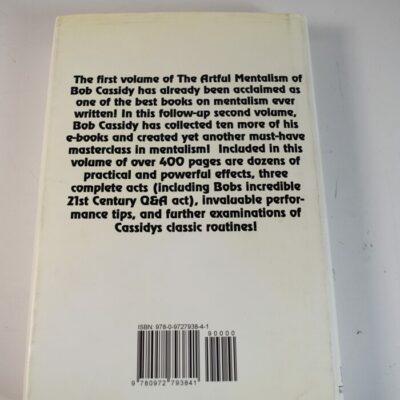 The first volume of The Artful Mentalism of
Bob Cassidy has already been acclaimed as
one of the best books on mentalism ever
written! In this follow-up second volume,
Bob Cassidy has collected ten more of his
e-books and created yet another must-have
masterclass in mentalism! Included in this
volume of over 400 pages are dozens of
practical and powerful effects, three
complete acts (including Bobs incredible
21st Century Q&A act), invaluable perfor-
mance tips, and further examinations of
Cassidys classic routines!
ISBN: 978-0-9727938-4-1
90000
9 780972 793841